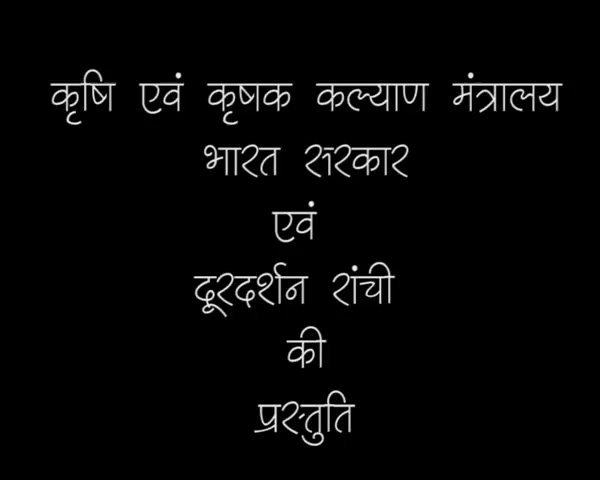 कृषि एवं कृषक कल्याण मंत्रालय
भारत सरकार
एवं
दूरदर्शन रांची
की
प्रस्तुति